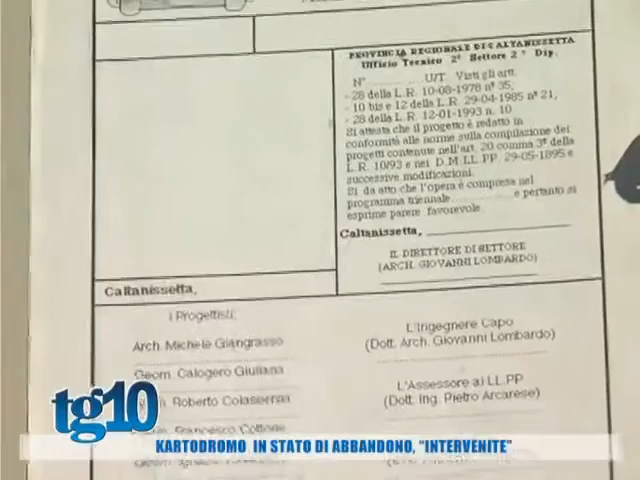 PROVINCIA REGIONALE DI CALTANISSETTA
Ufficio Tecnico 2° Settore 2° Dip.
N° .............. U/T. Visti gli artt.
- 28 della L.R. 10-08-1978 n° 35;
- 10 bis e 12 della L.R. 29-04-1985 n° 21,
- 28 della L.R. 12-01-1993 n. 10
Si attesta che il progetto è redatto in
conformità alle norme sulla compilazione dei
progetti contenute nell'art. 20 comma 3° della
L.R. 10/93 e nei D.M. LL.PP. 29-05-1895 e
successive modificazioni.
Si da atto che l'opera è compresa nel
programma triennale .............. e pertanto si
esprime parere favorevole
Caltanissetta, 
IL DIRETTORE DI SETTORE
(ARCH. GIOVANNI LOMBARDO)
Caltanissetta,
I Progettisti:
Arch. Michele Giangrasso
Geom. Calogero Giuliana
Roberto Colasenna
Francesco Cottone
L'Ingegnere Capo
(Dott. Arch. Giovanni Lombardo)
L'Assessore ai LL.PP
(Dott. Ing. Pietro Arcarese)
tg10
KARTODROMO IN STATO DI ABBANDONO, "INTERVENITE"